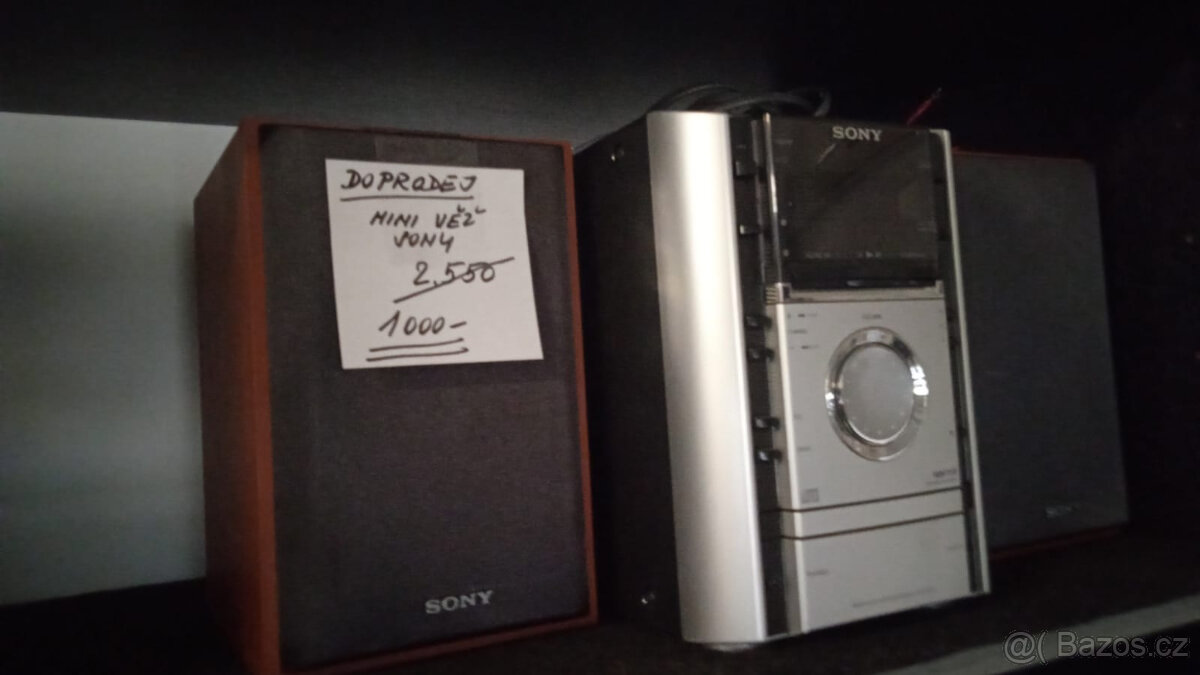 DOPRODEJ
MINI VĚŽ
SONY
2.550
1000-
SONY
SONY
SONY
@( Bazos.cz